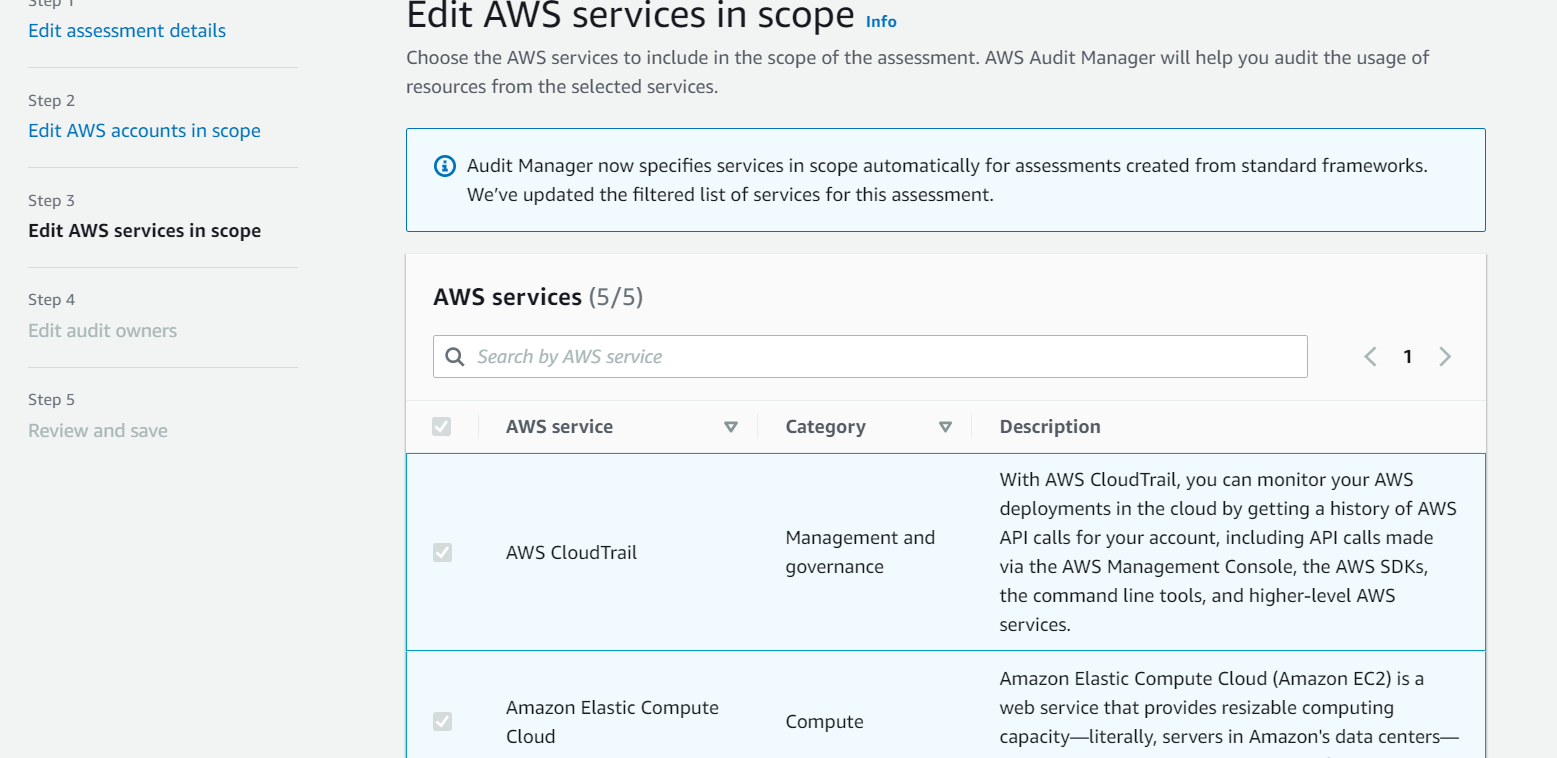 Step 1
Edit assessment details
Step 2
Edit AWS accounts in scope
Step 3
Edit AWS services in scope
Step 4
Edit audit owners
Step 5
Review and save
Edit AWS services in scope Info
Choose the AWS services to include in the scope of the assessment. AWS Audit Manager will help you audit the usage of
resources from the selected services.
Audit Manager now specifies services in scope automatically for assessments created from standard frameworks.
We’ve updated the filtered list of services for this assessment.
AWS services (5/5)
Search by AWS service
1
AWS service Category Description
AWS CloudTrail
Management and
governance
With AWS CloudTrail, you can monitor your AWS
deployments in the cloud by getting a history of AWS
API calls for your account, including API calls made
via the AWS Management Console, the AWS SDKs,
the command line tools, and higher-level AWS
services.
Amazon Elastic Compute
Cloud
Compute
Amazon Elastic Compute Cloud (Amazon EC2) is a
web service that provides resizable computing
capacity—literally, servers in Amazon's data centers—